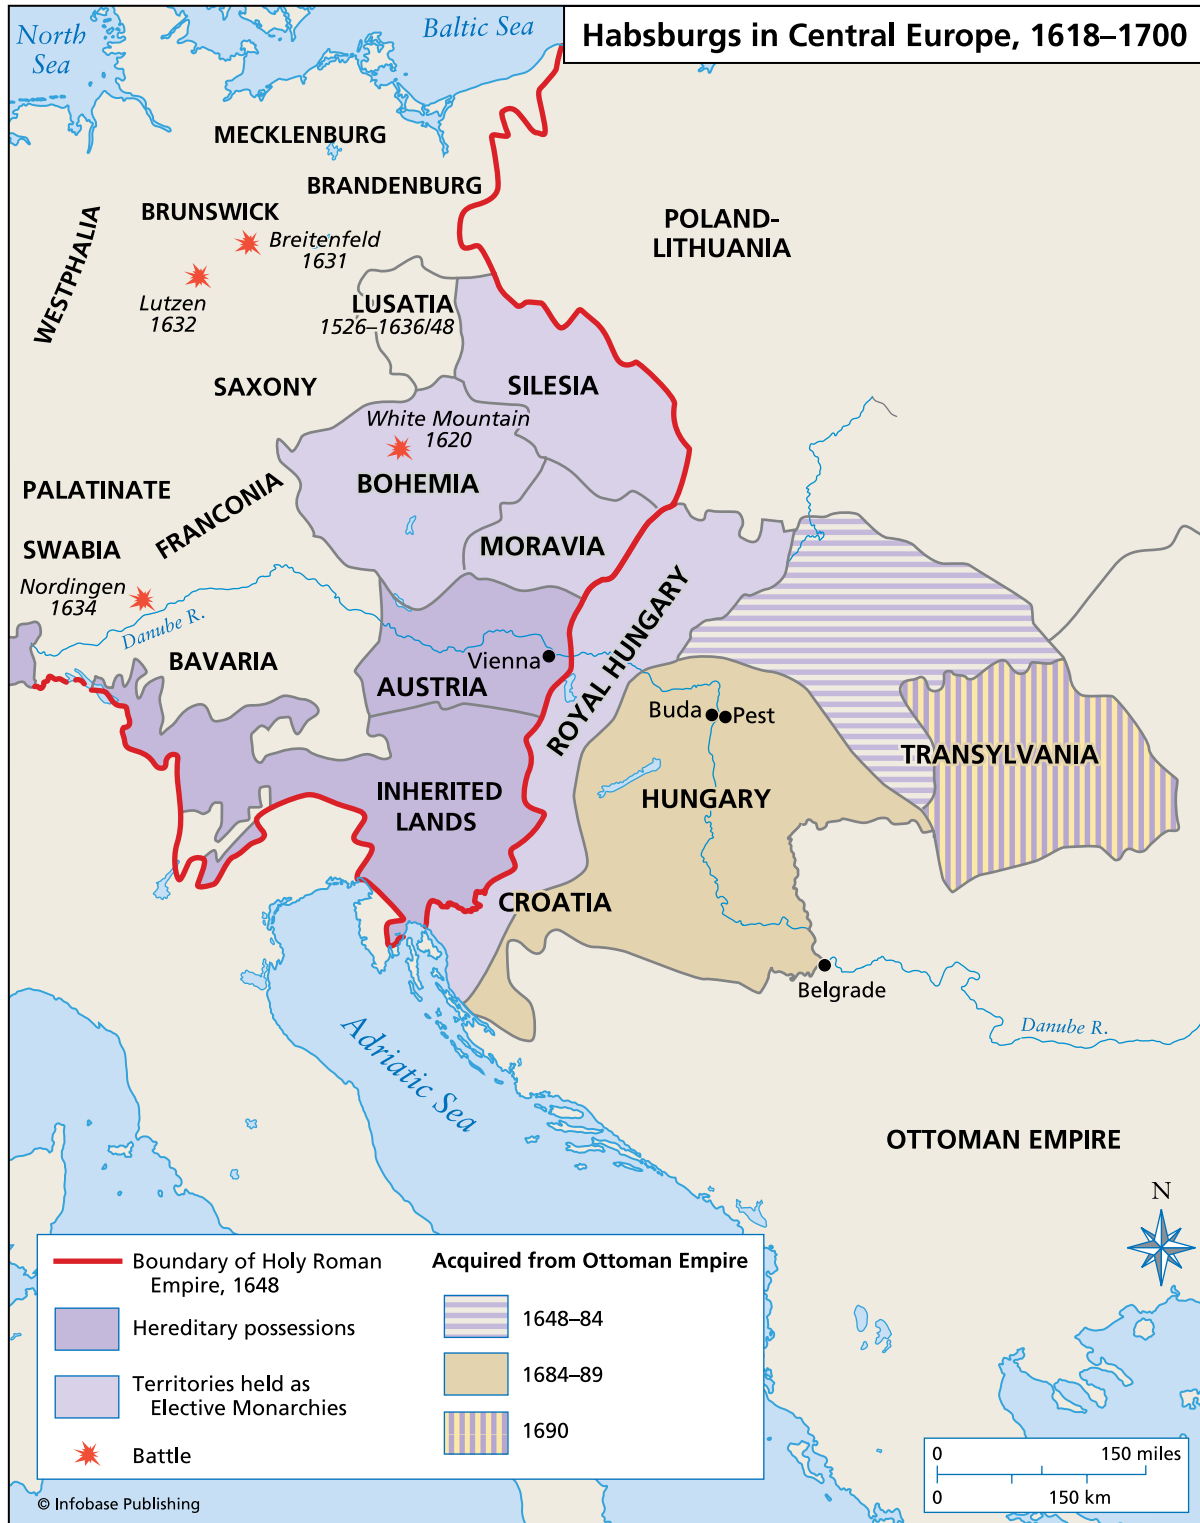 Habsburgs in Central Europe, 1618–1700
North
Sea
Baltic Sea
MECKLENBURG
BRANDENBURG
BRUNSWICK
WESTPHALIA
Breitenfeld
1631
Lutzen
1632
POLAND-
LITHUANIA
LUSATIA
1526–1636/48
SAXONY
SILESIA
White Mountain
1620
BOHEMIA
PALATINATE
FRANCONIA
SWABIA
MORAVIA
Nordingen
1634
Danube R.
BAVARIA
Vienna
AUSTRIA
ROYAL HUNGARY
Buda
Pest
TRANSYLVANIA
INHERITED
LANDS
HUNGARY
CROATIA
Belgrade
Danube R.
Adriatic Sea
OTTOMAN EMPIRE
N
Boundary of Holy Roman
Empire, 1648
Hereditary possessions
Territories held as
Elective Monarchies
Battle
Acquired from Ottoman Empire
1648–84
1684–89
1690
0 150 miles
0 150 km
© Infobase Publishing